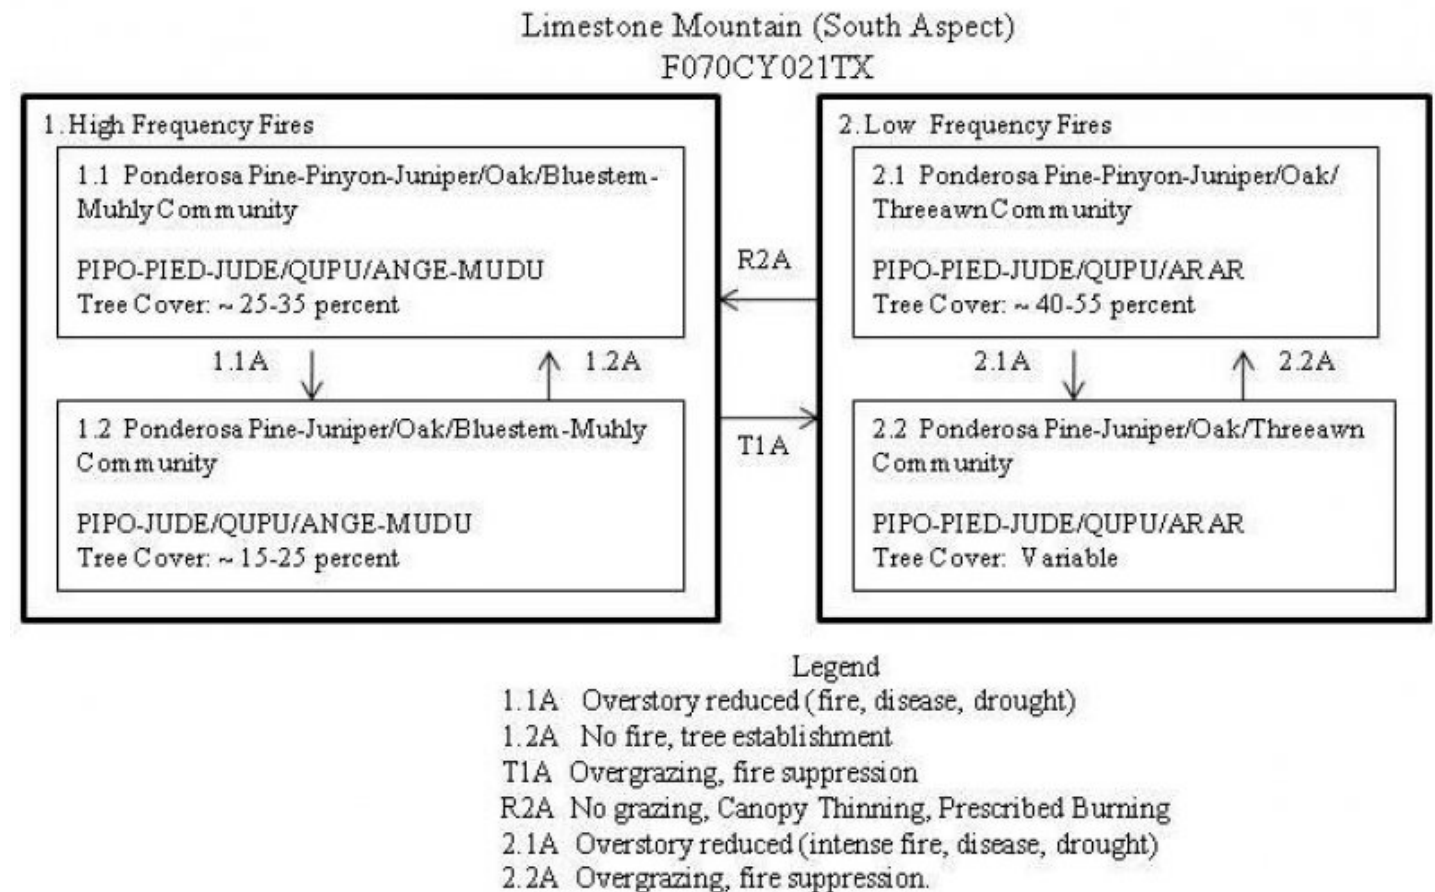 Limestone Mountain (South Aspect)
F070CY021TX
1. High Frequency Fires
1.1 Ponderosa Pine-Pinyon-Juniper/Oak/Bluestem-
Muhly Community
PIPO-PIED-JUDE/QUPU/ANGE-MUDU
Tree Cover: ~ 25-35 percent
1.1A
1.2A
1.2 Ponderosa Pine-Juniper/Oak/Bluestem-Muhly
Community
PIPO-JUDE/QUPU/ANGE-MUDU
Tree Cover: ~ 15-25 percent
R2A
T1A
2. Low Frequency Fires
2.1 Ponderosa Pine-Pinyon-Juniper/Oak/
Threeawn Community
PIPO-PIED-JUDE/QUPU/ARAR
Tree Cover: ~ 40-55 percent
2.1A
2.2A
2.2 Ponderosa Pine-Juniper/Oak/Threeawn
Community
PIPO-PIED-JUDE/QUPU/ARAR
Tree Cover: Variable
Legend
1.1A Overstory reduced (fire, disease, drought)
1.2A No fire, tree establishment
T1A Overgrazing, fire suppression
R2A No grazing, Canopy Thinning, Prescribed Burning
2.1A Overstory reduced (intense fire, disease, drought)
2.2A Overgrazing, fire suppression.